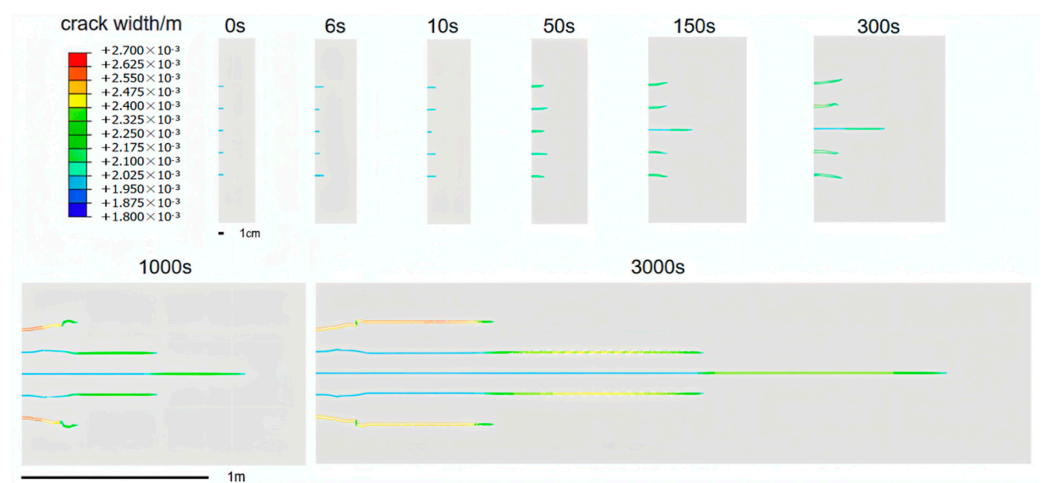 crack width/m
0s
6s
10s
50s
150s
300s
+2.700×10-3
+2.625×10-3
+2.550×10-3
+2.475×10-3
+2.400×10-3
+2.325×10-3
+2.250×10-3
+2.175×10-3
+2.100×10-3
+2.025×10-3
+1.950×10-3
+1.875×10-3
+1.800×10-3
1cm
1000s
3000s
1m